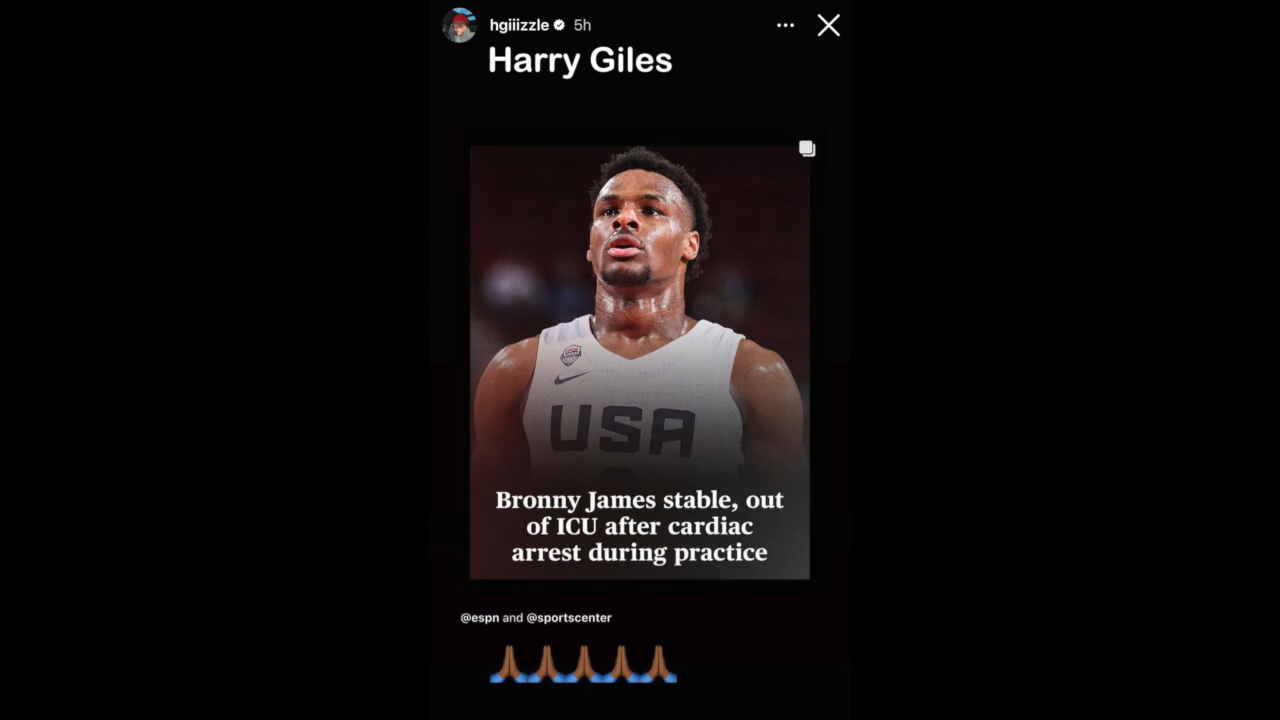 hgiiizzle 5h
Harry Giles
USA
Bronny James stable, out
of ICU after cardiac
arrest during practice
@espn and @sportscenter